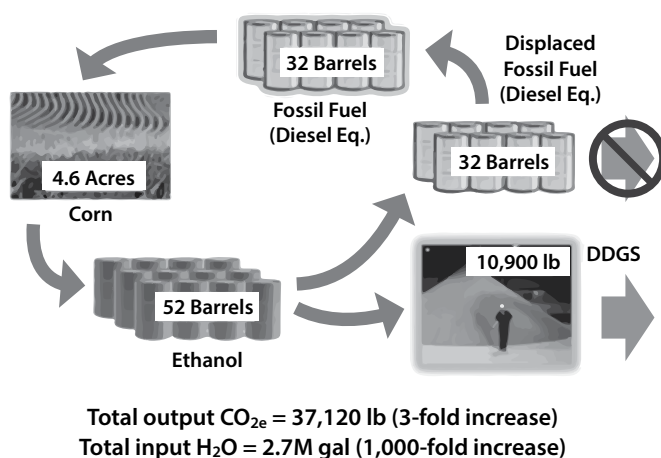 32 Barrels
Fossil Fuel
(Diesel Eq.)
Displaced
Fossil Fuel
(Diesel Eq.)
32 Barrels
4.6 Acres
Corn
52 Barrels
Ethanol
10,900 lb
DDGS
Total output CO₂ₑ = 37,120 lb (3-fold increase)
Total input H₂O = 2.7M gal (1,000-fold increase)